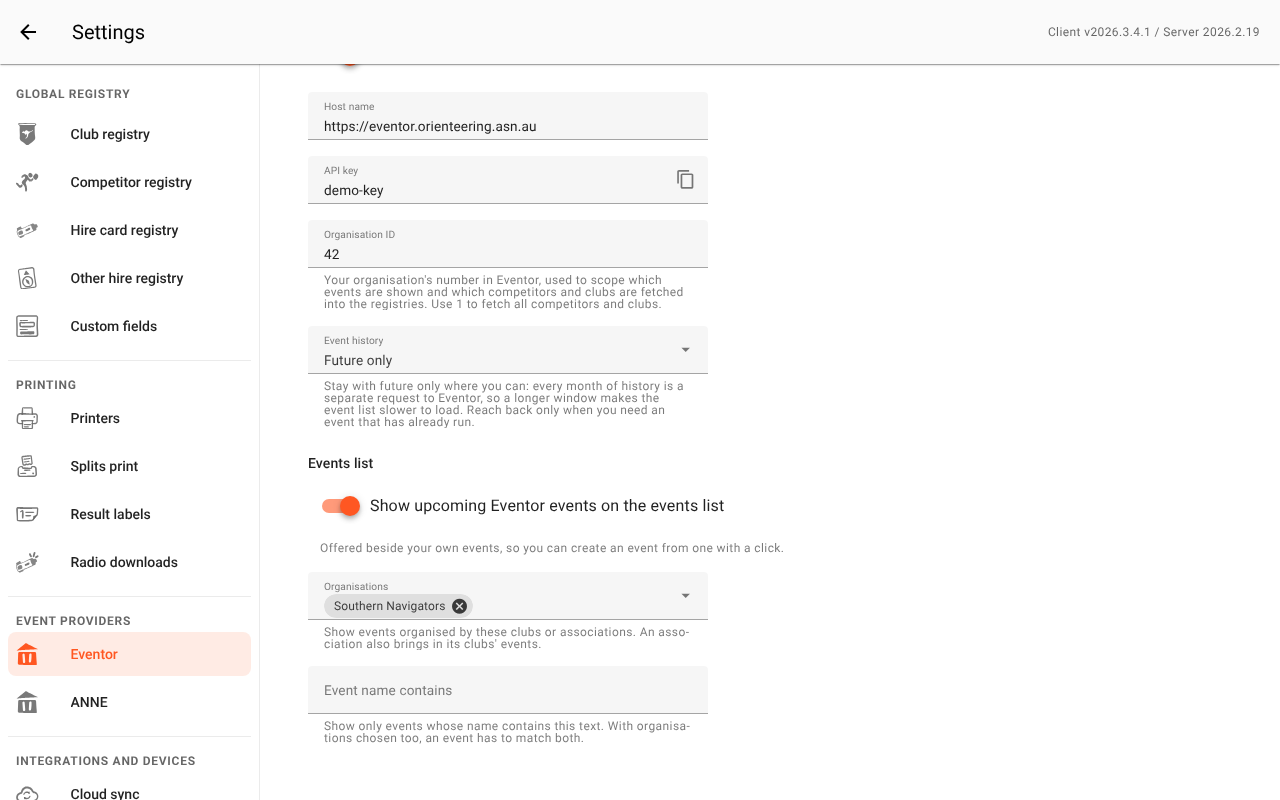 Settings
Client v2026.3.4.1 / Server 2026.2.19
GLOBAL REGISTRY
Club registry
Competitor registry
Hire card registry
Other hire registry
Custom fields
PRINTING
Printers
Splits print
Result labels
Radio downloads
EVENT PROVIDERS
Eventor
ANNE
INTEGRATIONS AND DEVICES
Cloud sync
Host name
https://eventor.orienteering.asn.au
API key
demo-key
Organisation ID
42
Your organisation's number in Eventor, used to scope which
events are shown and which competitors and clubs are fetched
into the registries. Use 1 to fetch all competitors and clubs.
Event history
Future only
Stay with future only where you can: every month of history is a
separate request to Eventor, so a longer window makes the
event list slower to load. Reach back only when you need an
event that has already run.
Events list
Show upcoming Eventor events on the events list
Offered beside your own events, so you can create an event from one with a click.
Organisations
Southern Navigators
Show events organised by these clubs or associations. An asso-
ciation also brings in its clubs' events.
Event name contains
Show only events whose name contains this text. With organisa-
tions chosen too, an event has to match both.